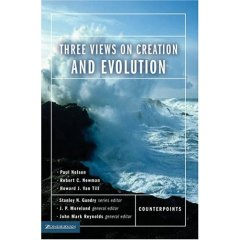 THREE VIEWS ON CREATION
AND EVOLUTION
• Paul Nelson
• Robert C. Newman
• Howard J. Van Till
• Stanley N. Gundry series editor
• J. P. Moreland general editor
• John Mark Reynolds general editor
COUNTERPOINTS